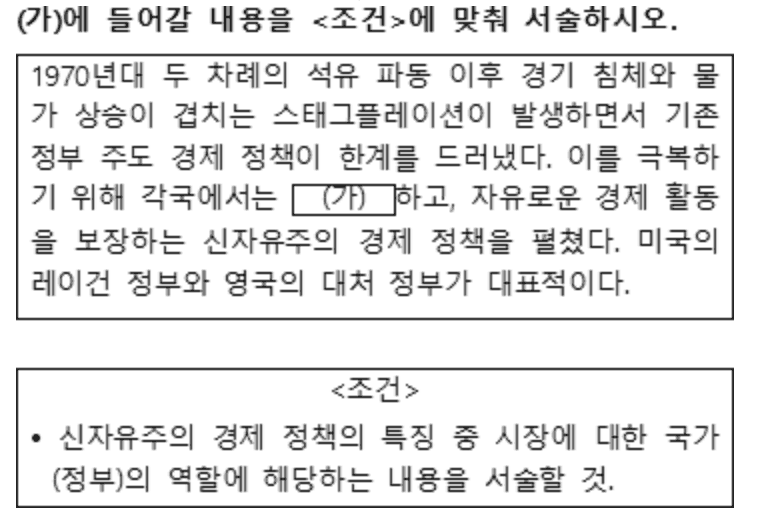 (가)에 들어갈 내용을 <조건>에 맞춰 서술하시오.
1970년대 두 차례의 석유 파동 이후 경기 침체와 물
가 상승이 겹치는 스태그플레이션이 발생하면서 기존
정부 주도 경제 정책이 한계를 드러냈다. 이를 극복하
기 위해 각국에서는 (가) 하고, 자유로운 경제 활동
을 보장하는 신자유주의 경제 정책을 펼쳤다. 미국의
레이건 정부와 영국의 대처 정부가 대표적이다.
<조건>
• 신자유주의 경제 정책의 특징 중 시장에 대한 국가
(정부)의 역할에 해당하는 내용을 서술할 것.